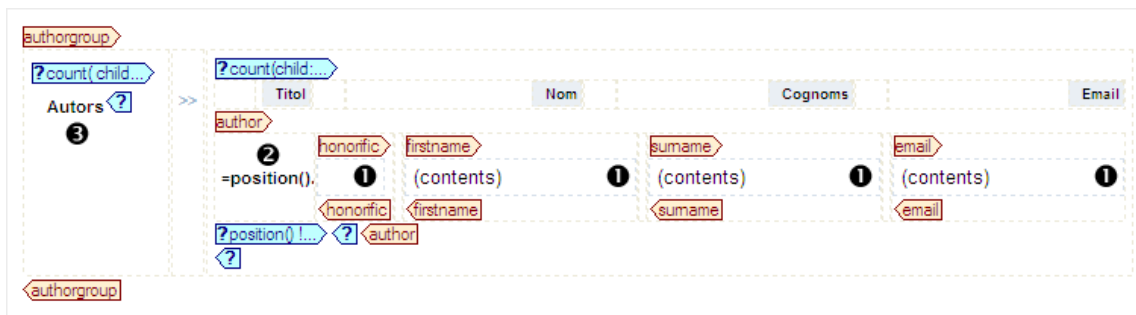 authorgroup
?count( child... ?count(child:...
Titol Nom Cognoms Email
Autors ? >>
author
❸ ❷ honorific firstname surname email
=position(). ❶ (contents) ❶ (contents) ❶ (contents) ❶
honorific firstname surname email
?position() !... ? author
?
authorgroup